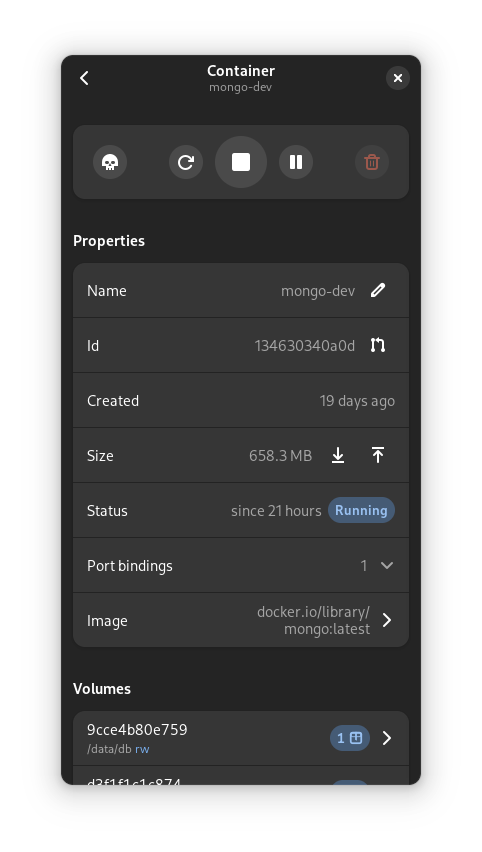 Container
mongo-dev
Properties
Name mongo-dev
Id 134630340a0d
Created 19 days ago
Size 658.3 MB
Status since 21 hours Running
Port bindings 1
Image docker.io/library/
mongo:latest
Volumes
9cce4b80e759
/data/db rw 1